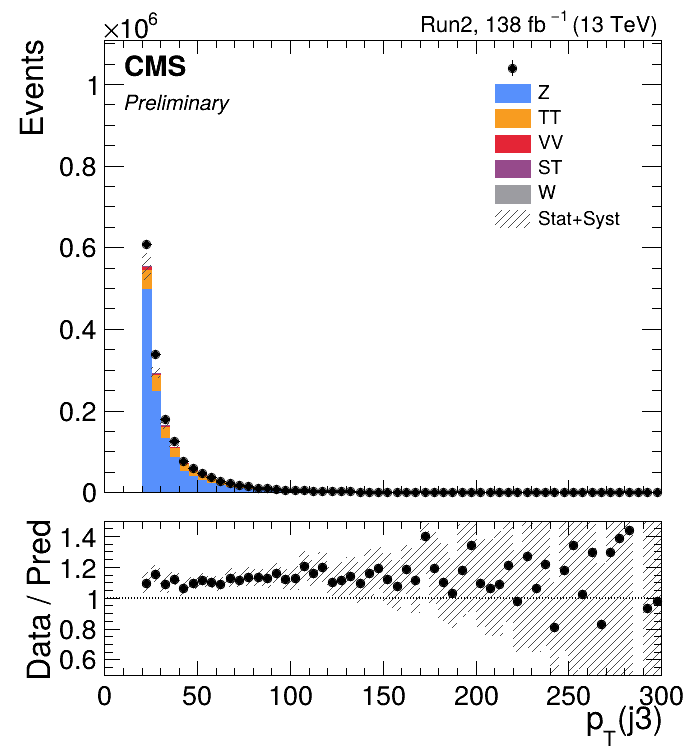 ×10⁶
Run2, 138 fb⁻¹ (13 TeV)
CMS
Preliminary
Events
1
0.8
0.6
0.4
0.2
0
Z
TT
VV
ST
W
Stat+Syst
Data / Pred
1.4
1.2
1
0.8
0.6
0 50 100 150 200 250 300
p_T(j3)